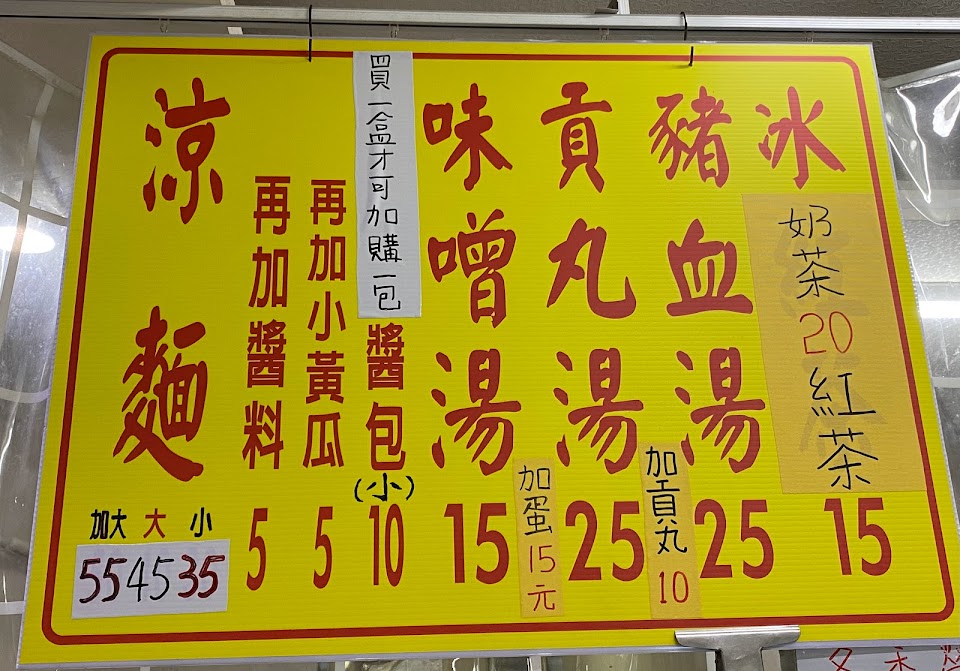 涼麵
加大 大 小
55 45 35
再加醬料
5
再加小黃瓜
5
買一盒才可加購一包
醬包
(小)
10
味噌湯
15
加蛋15元
貢丸湯
25
加貢丸10
豬血湯
25
冰
奶茶20紅茶
15